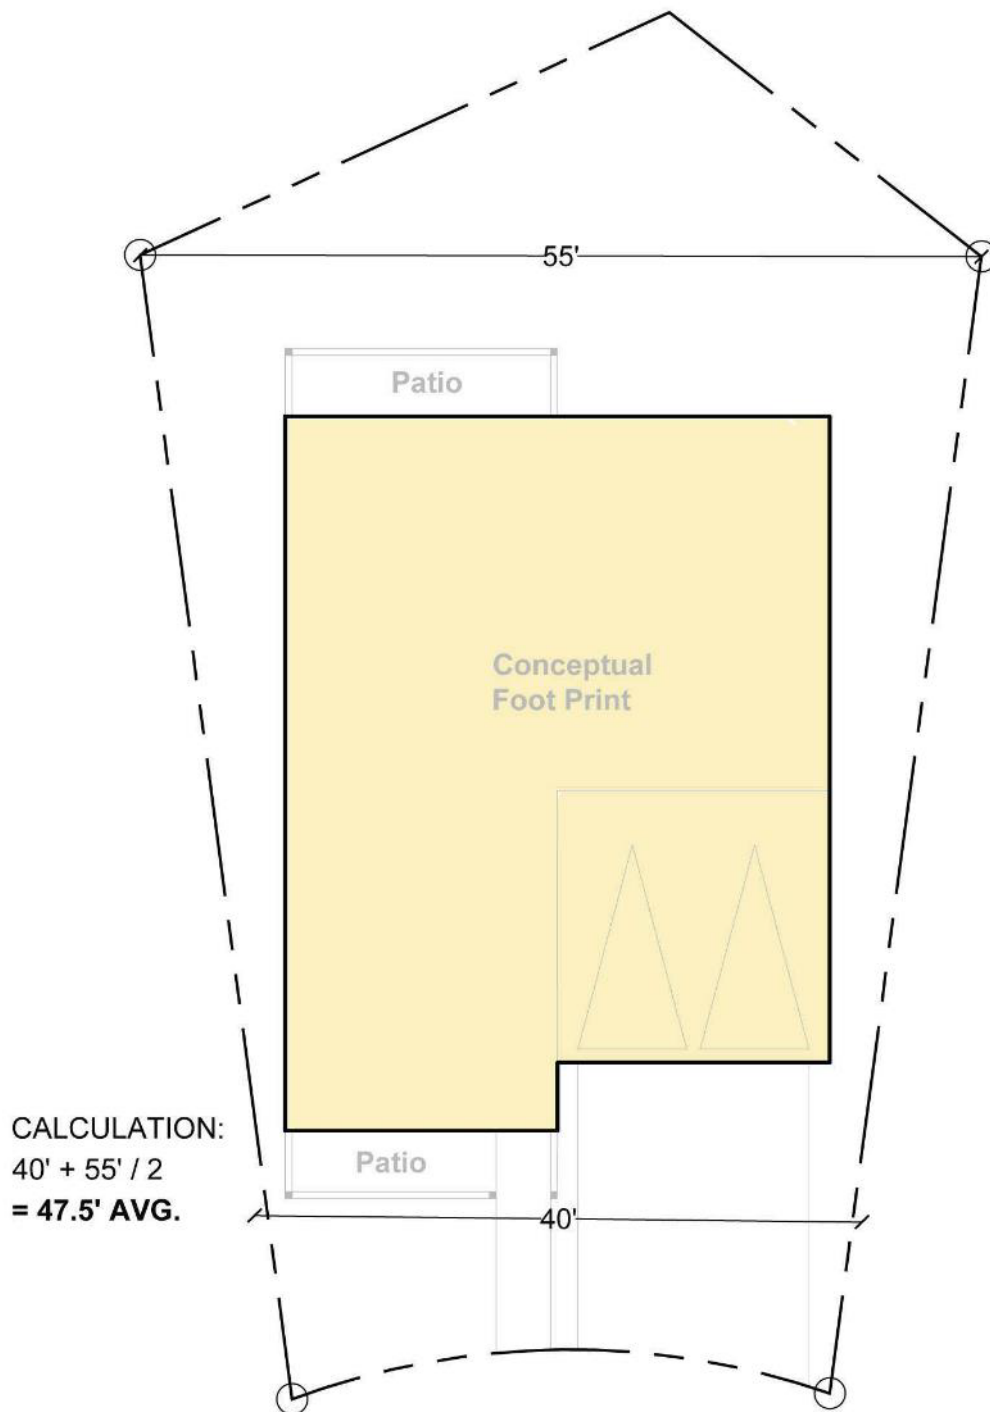 55'
Patio
Conceptual
Foot Print
CALCULATION:
40' + 55' / 2
= 47.5' AVG.
Patio
40'